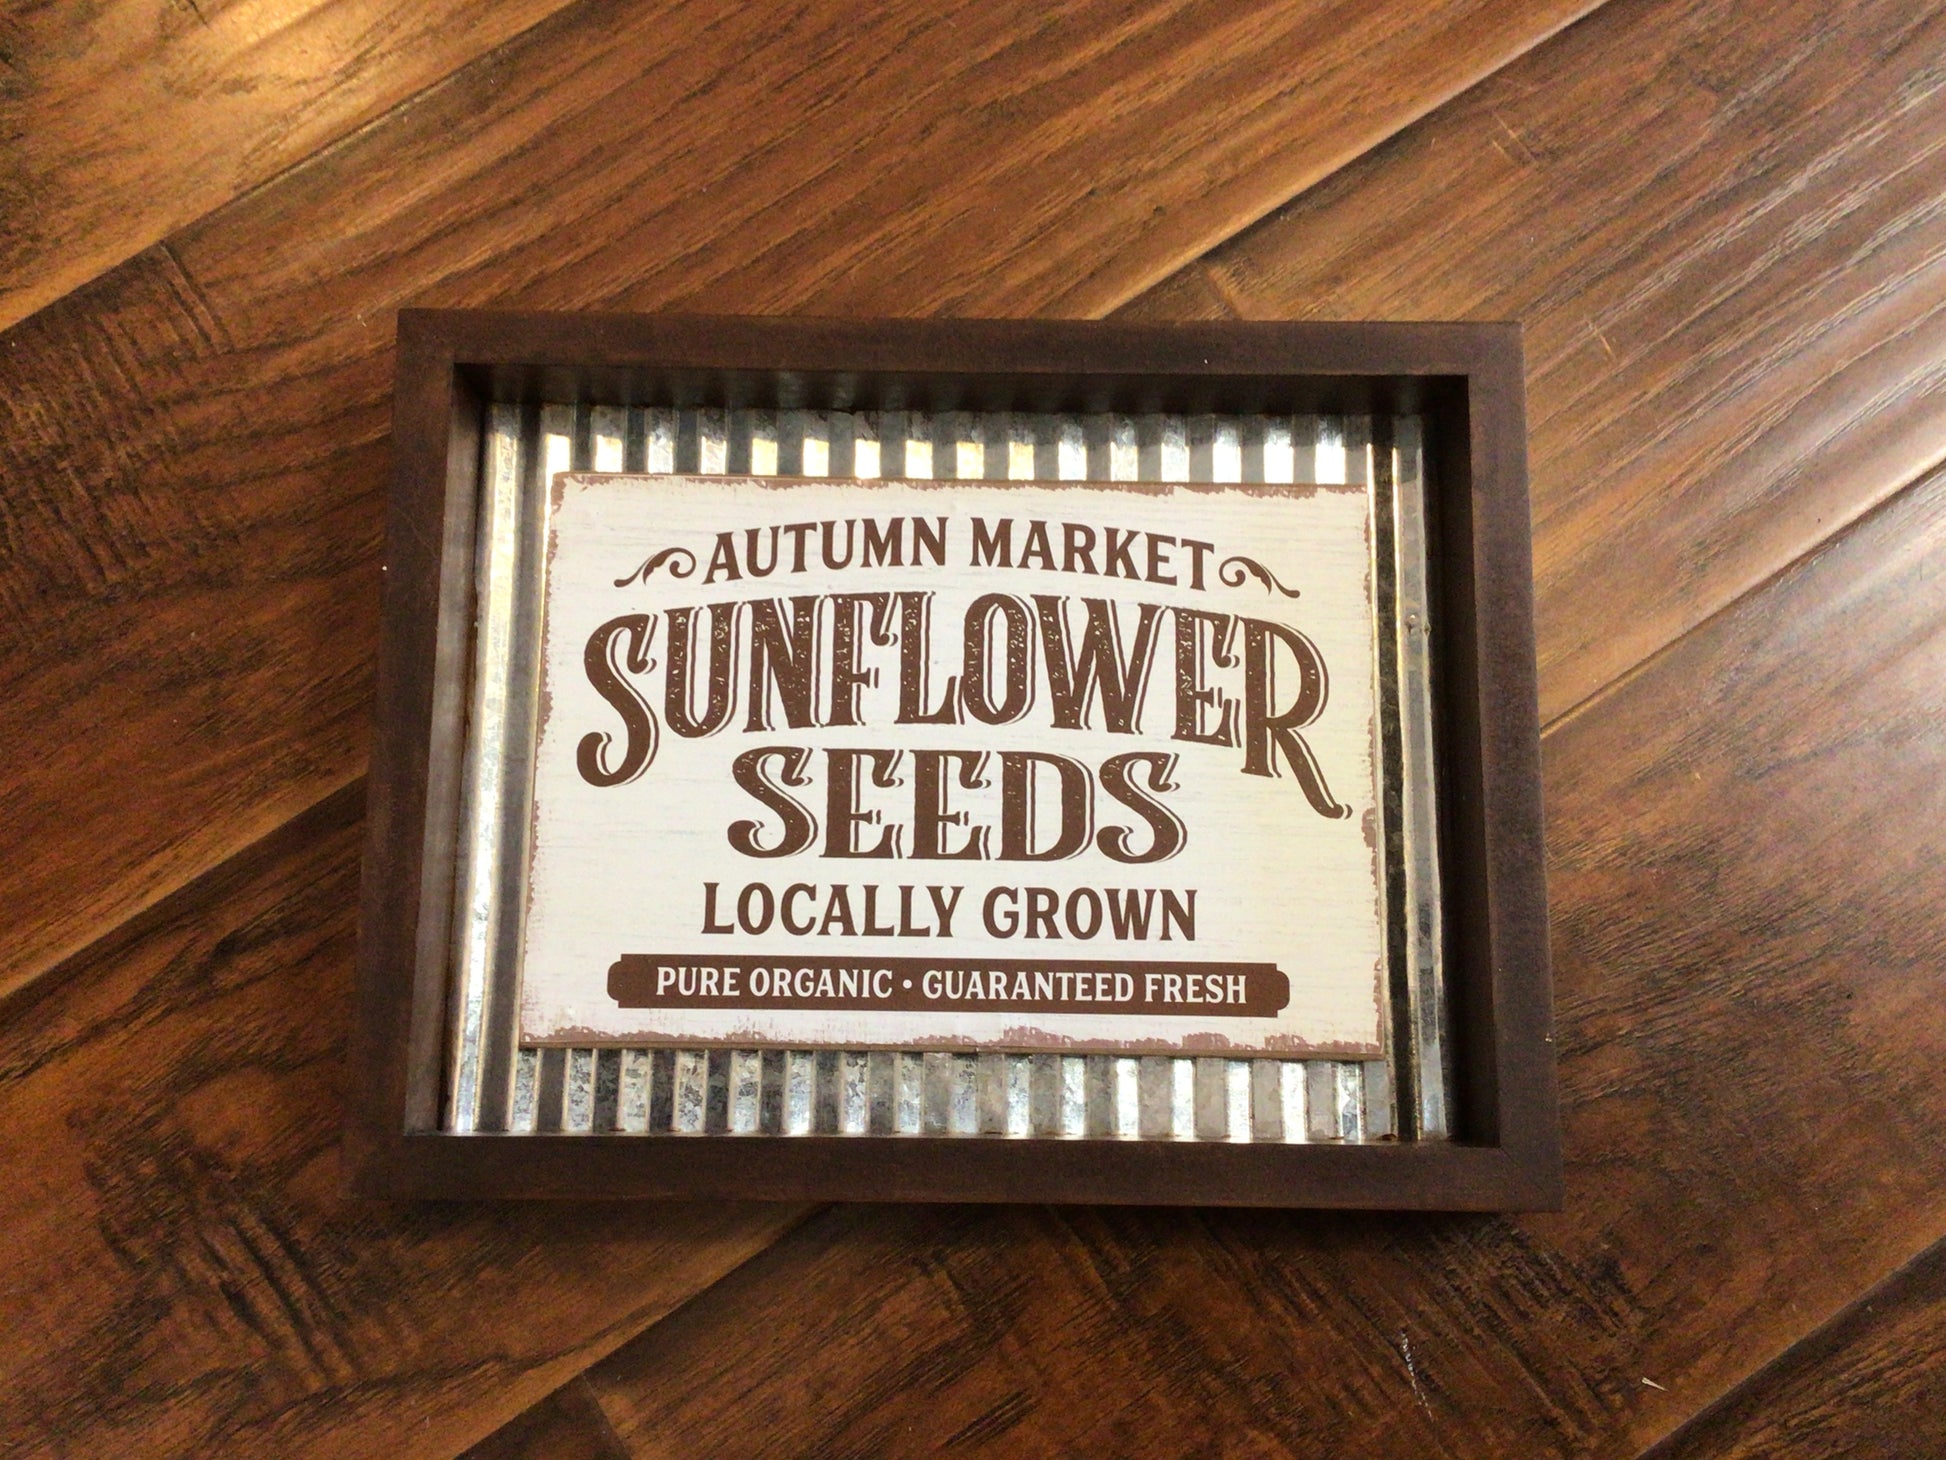 AUTUMN MARKET
SUNFLOWER
SEEDS
LOCALLY GROWN
PURE ORGANIC • GUARANTEED FRESH